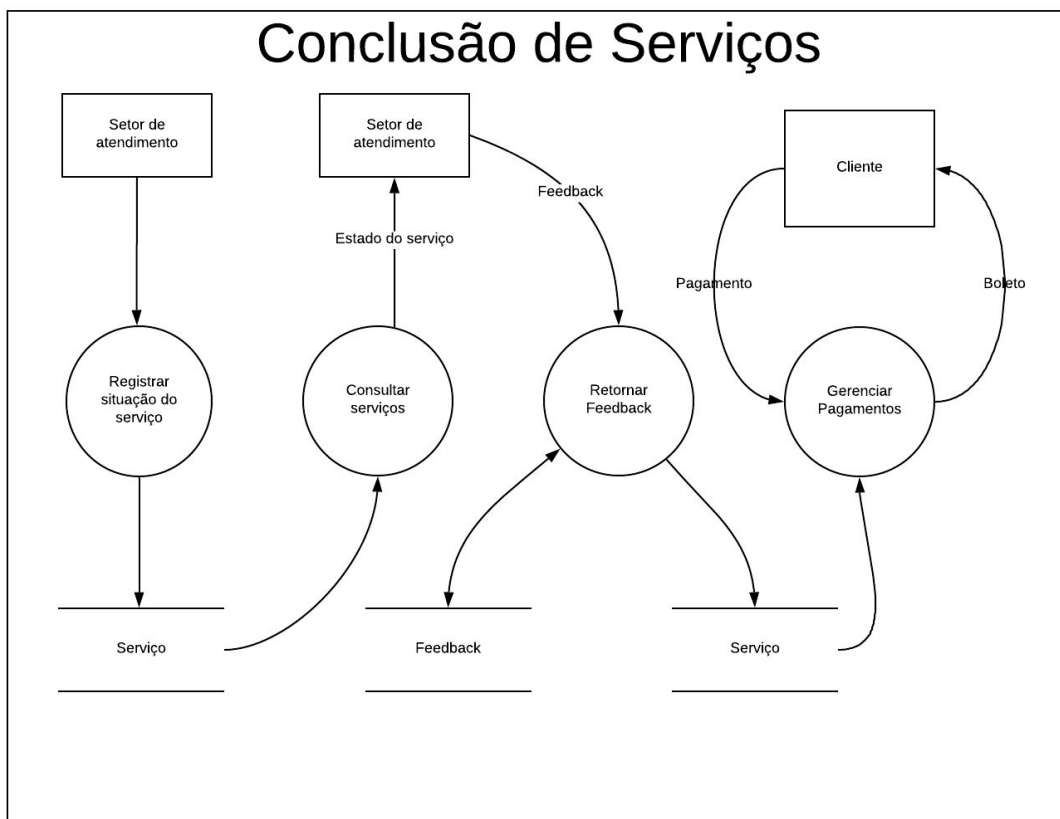 Conclusão de Serviços
Setor de
atendimento
Setor de
atendimento
Cliente
Feedback
Estado do serviço
Pagamento
Boleto
Registrar
situação do
serviço
Consultar
serviços
Retornar
Feedback
Gerenciar
Pagamentos
Serviço
Feedback
Serviço